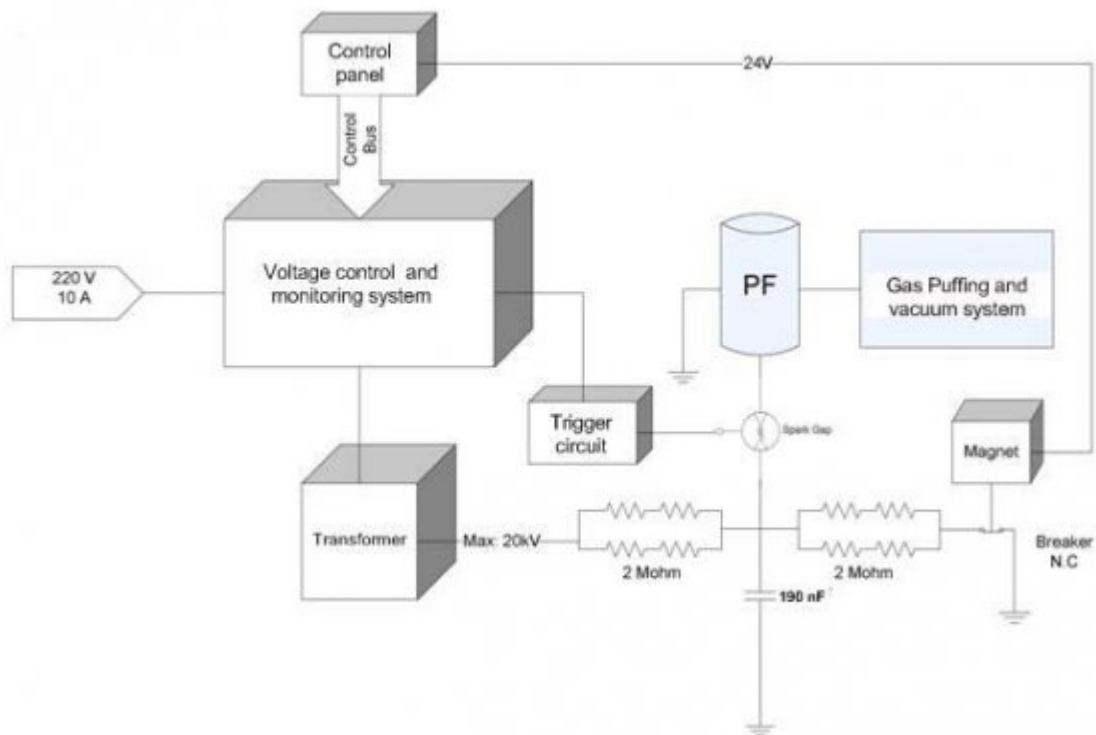 Control
panel
24V
Control
Bus
220 V
10 A
Voltage control and
monitoring system
PF
Gas Puffing and
vacuum system
Trigger
circuit
Spark Gap
Magnet
Transformer
Max: 20kV
2 Mohm
2 Mohm
Breaker
N.C
190 nF